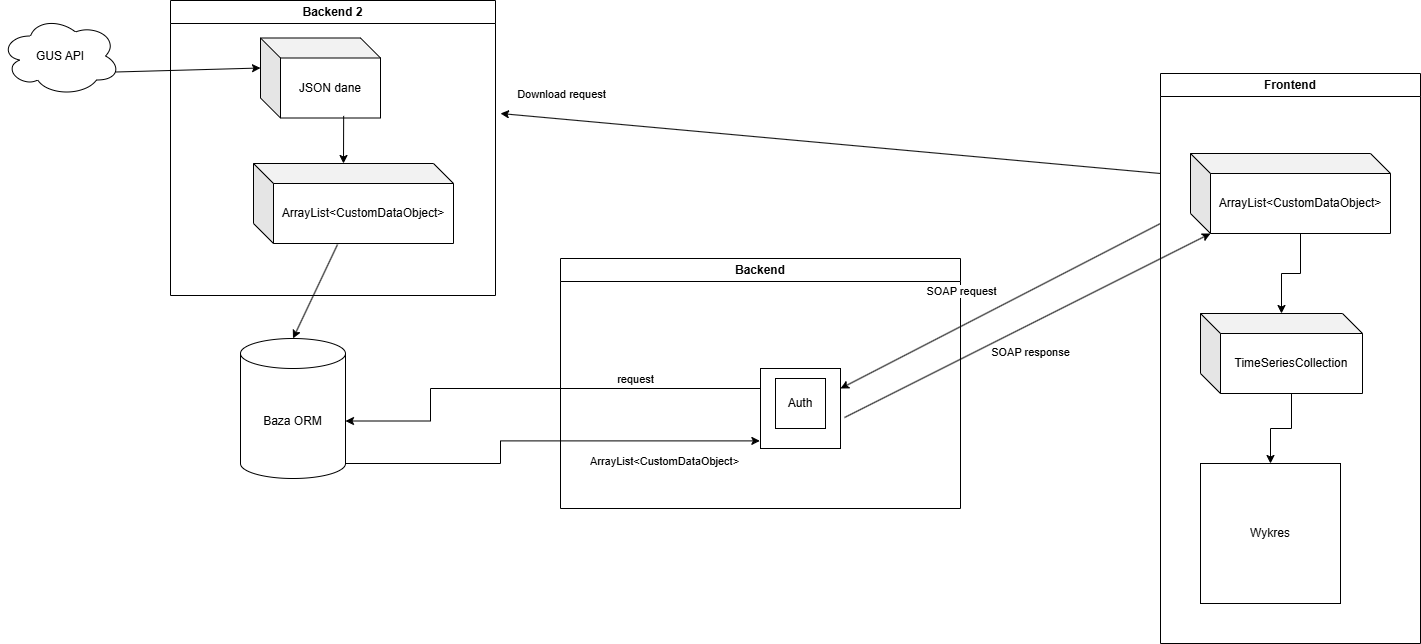 Backend 2
GUS API
JSON dane
Download request
Frontend
ArrayList<CustomDataObject>
ArrayList<CustomDataObject>
Backend
SOAP request
SOAP response
TimeSeriesCollection
request
Auth
Baza ORM
ArrayList<CustomDataObject>
Wykres